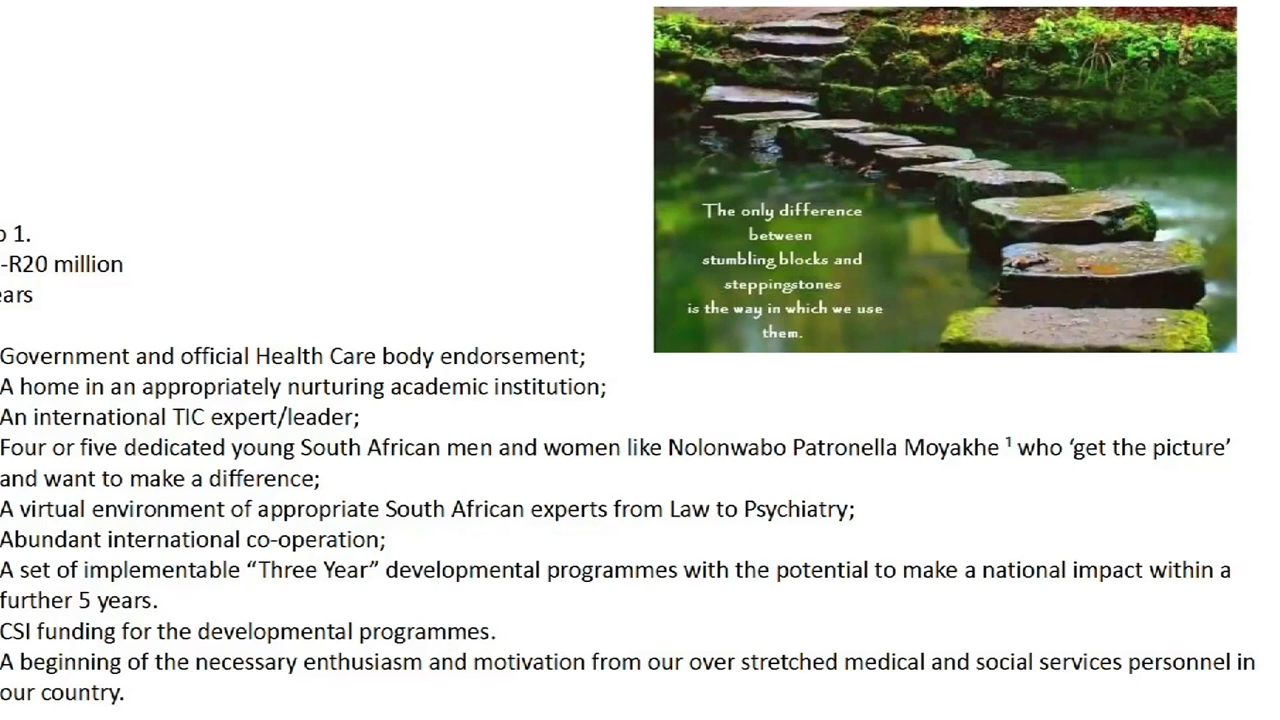 The only difference
between
stumbling blocks and
steppingstones
is the way in which we use
them.
1.
-R20 million
Government and official Health Care body endorsement;
A home in an appropriately nurturing academic institution;
An international TIC expert/leader;
Four or five dedicated young South African men and women like Nolonwabo Patronella Moyakhe ¹ who ‘get the picture’
and want to make a difference;
A virtual environment of appropriate South African experts from Law to Psychiatry;
Abundant international co-operation;
A set of implementable “Three Year” developmental programmes with the potential to make a national impact within a
further 5 years.
CSI funding for the developmental programmes.
A beginning of the necessary enthusiasm and motivation from our over stretched medical and social services personnel in
our country.